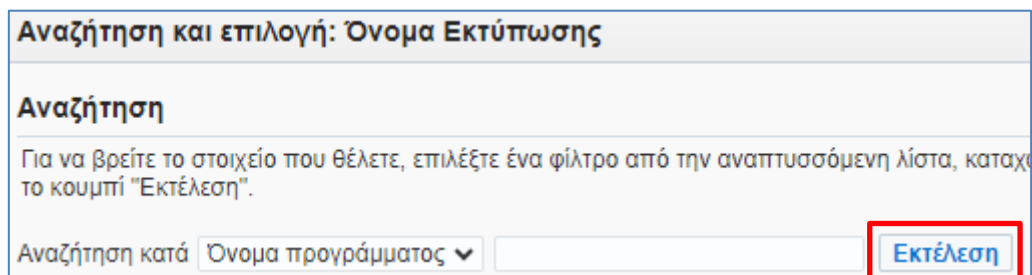 Αναζήτηση και επιλογή: Όνομα Εκτύπωσης
Αναζήτηση
Για να βρείτε το στοιχείο που θέλετε, επιλέξτε ένα φίλτρο από την αναπτυσσόμενη λίστα,
το κουμπί "Εκτέλεση".
Αναζήτηση κατά Όνομα προγράμματος Εκτέλεση